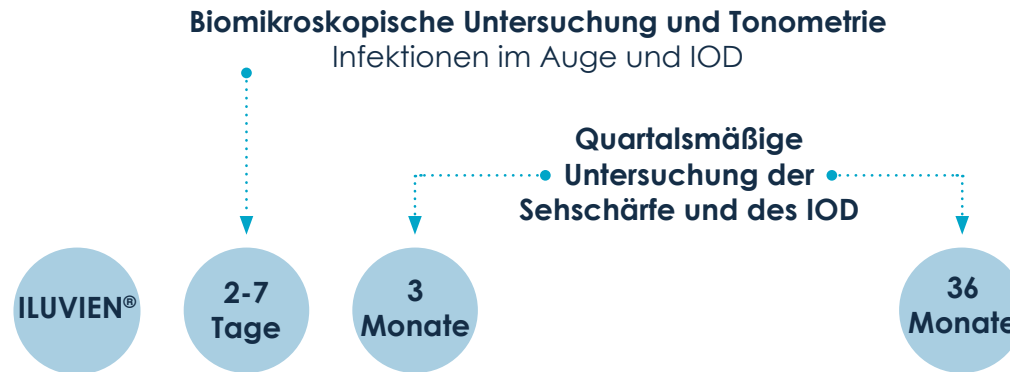 Biomikroskopische Untersuchung und Tonometrie
Infektionen im Auge und IOD
Quartalsmäßige
Untersuchung der
Sehschärfe und des IOD
ILUVIEN®
2-7
Tage
3
Monate
36
Monate